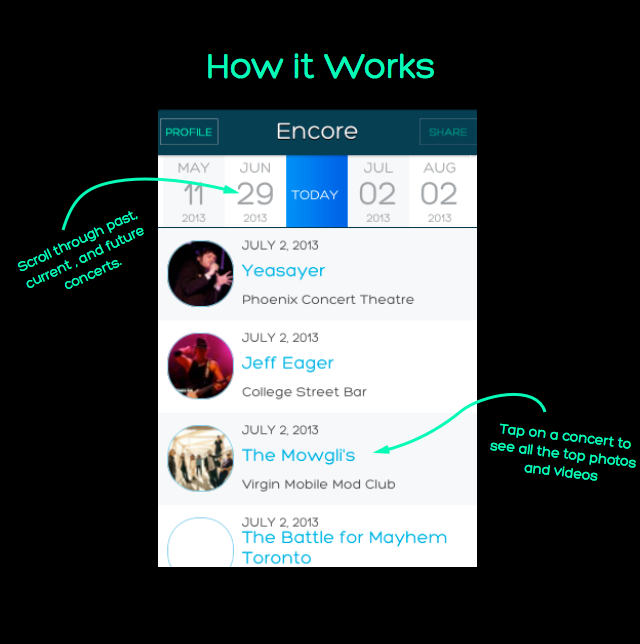 How it Works
PROFILE Encore SHARE
MAY JUN JUL AUG
11 29 TODAY 02 02
2013 2013 2013 2013
Scroll through past,
current , and future
concerts.
JULY 2, 2013
Yeasayer
Phoenix Concert Theatre
JULY 2, 2013
Jeff Eager
College Street Bar
JULY 2, 2013
The Mowgli's
Virgin Mobile Mod Club
Tap on a concert to
see all the top photos
and videos
JULY 2, 2013
The Battle for Mayhem
Toronto